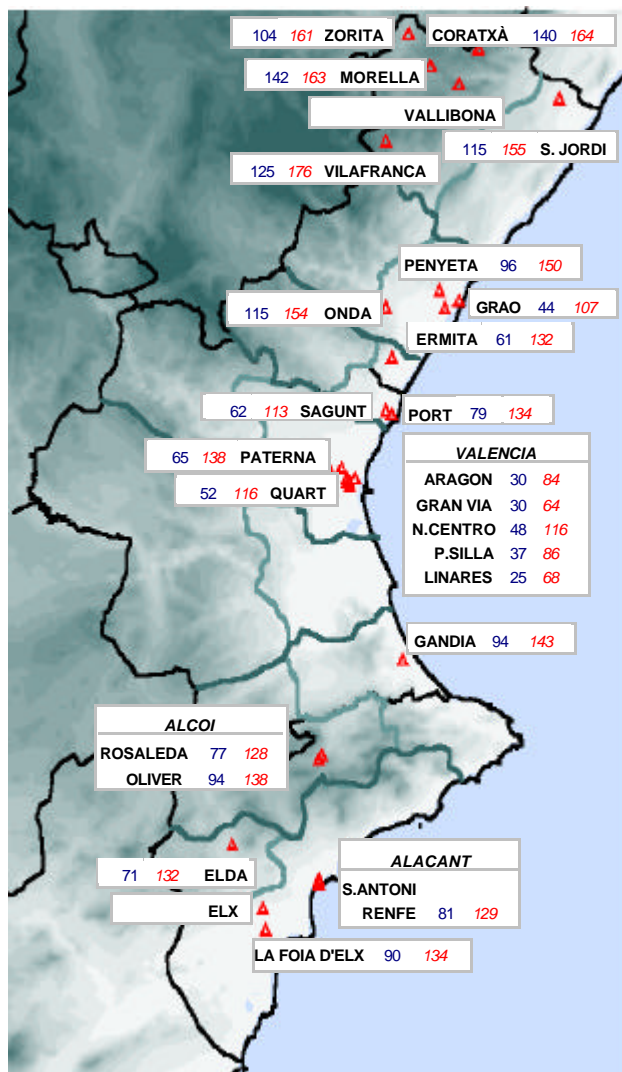 104 161 ZORITA
CORATXÀ 140 164
142 163 MORELLA
VALLIBONA
115 155 S. JORDI
125 176 VILAFRANCA
PENYETA 96 150
115 154 ONDA
GRAO 44 107
ERMITA 61 132
62 113 SAGUNT
PORT 79 134
65 138 PATERNA
52 116 QUART
VALENCIA
ARAGON 30 84
GRAN VIA 30 64
N.CENTRO 48 116
P.SILLA 37 86
LINARES 25 68
GANDIA 94 143
ALCOI
ROSALEDA 77 128
OLIVER 94 138
71 132 ELDA
ELX
ALACANT
S.ANTONI
RENFE 81 129
LA FOIA D'ELX 90 134